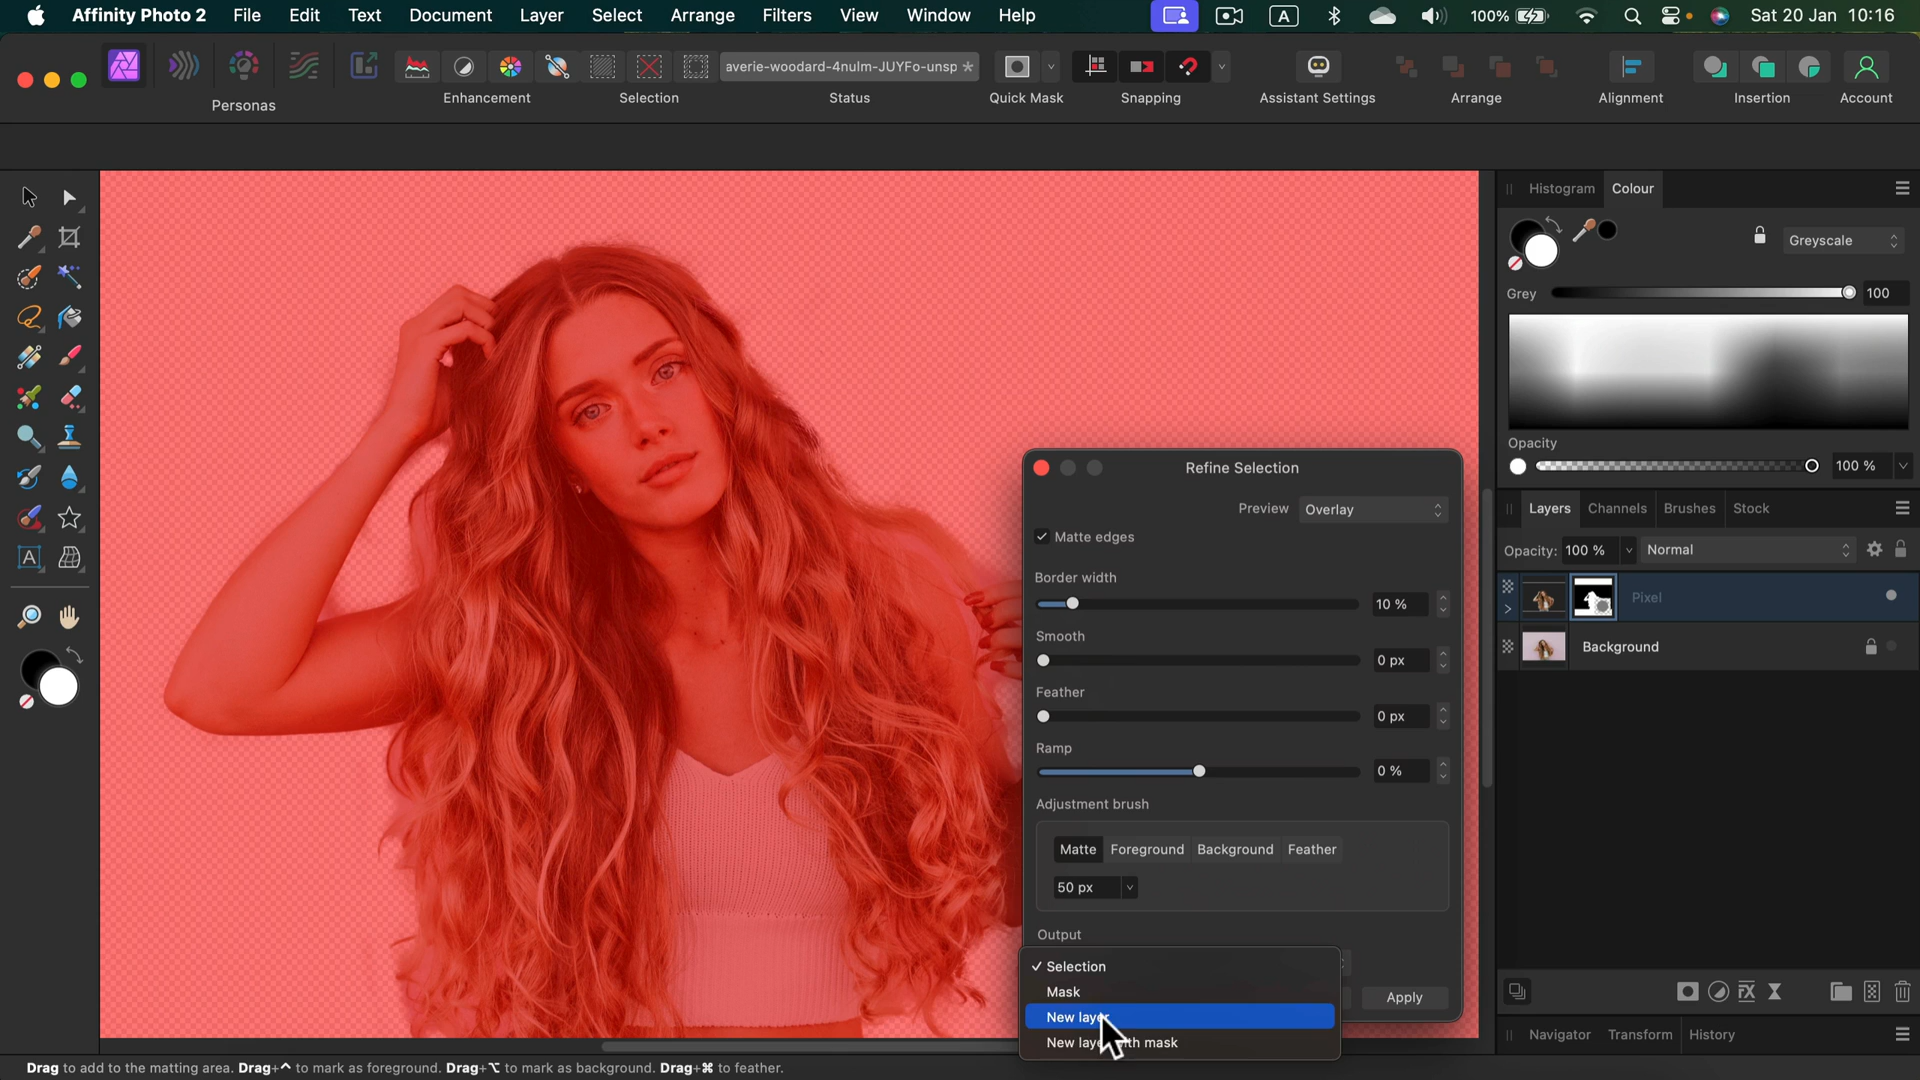 Affinity Photo 2 File Edit Text Document Layer Select Arrange Filters View Window Help A 100% Sat 20 Jan 10:16
averie-woodard-4nulm-JUYFo-unsp *
Personas Enhancement Selection Status Quick Mask Snapping Assistant Settings Arrange Alignment Insertion Account
Histogram Colour
Greyscale
Grey 100
Opacity
100 %
Layers Channels Brushes Stock
Opacity: 100 % Normal
Pixel
Background
Navigator Transform History
A
Refine Selection
Preview Overlay
Matte edges
Border width
10 %
Smooth
0 px
Feather
0 px
Ramp
0 %
Adjustment brush
Matte Foreground Background Feather
50 px
Output
Selection
Mask
New layer
New layer with mask
Apply
Drag to add to the matting area. Drag+⌃ to mark as foreground. Drag+⌥ to mark as background. Drag+⌘ to feather.